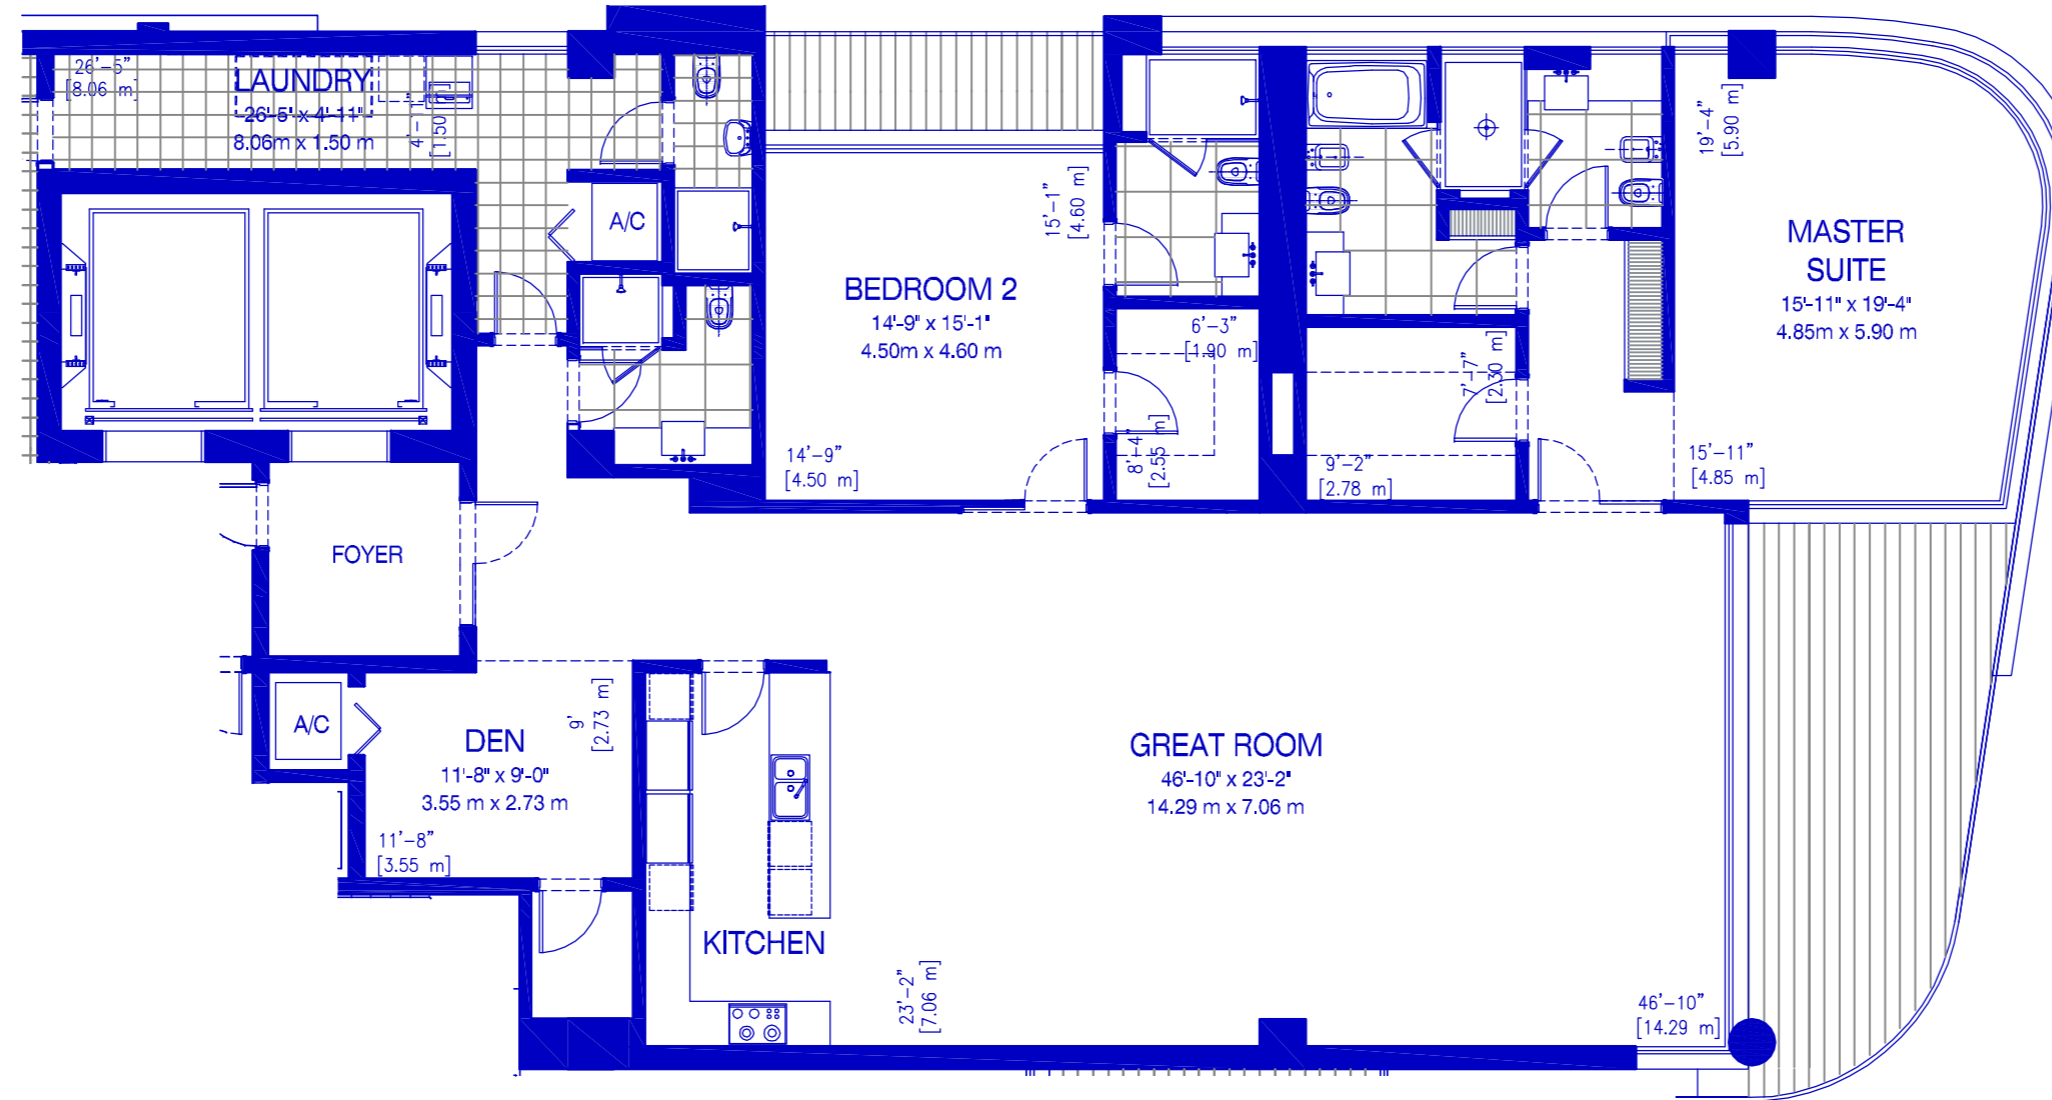 26'-5"
[8.06 m]
LAUNDRY
26'-5" x 4'-11"
8.06m x 1.50 m
4'-11"
[1.50 m]
A/C
BEDROOM 2
14'-9" x 15'-1"
4.50m x 4.60 m
15'-1"
[4.60 m]
14'-9"
[4.50 m]
6'-3"
[1.90 m]
8'-4"
[2.55 m]
7'-7"
[2.30 m]
9'-2"
[2.78 m]
19'-4"
[5.90 m]
MASTER
SUITE
15'-11" x 19'-4"
4.85m x 5.90 m
15'-11"
[4.85 m]
FOYER
A/C
DEN
11'-8" x 9'-0"
3.55 m x 2.73 m
9'
[2.73 m]
11'-8"
[3.55 m]
KITCHEN
GREAT ROOM
46'-10" x 23'-2"
14.29 m x 7.06 m
23'-2"
[7.06 m]
46'-10"
[14.29 m]